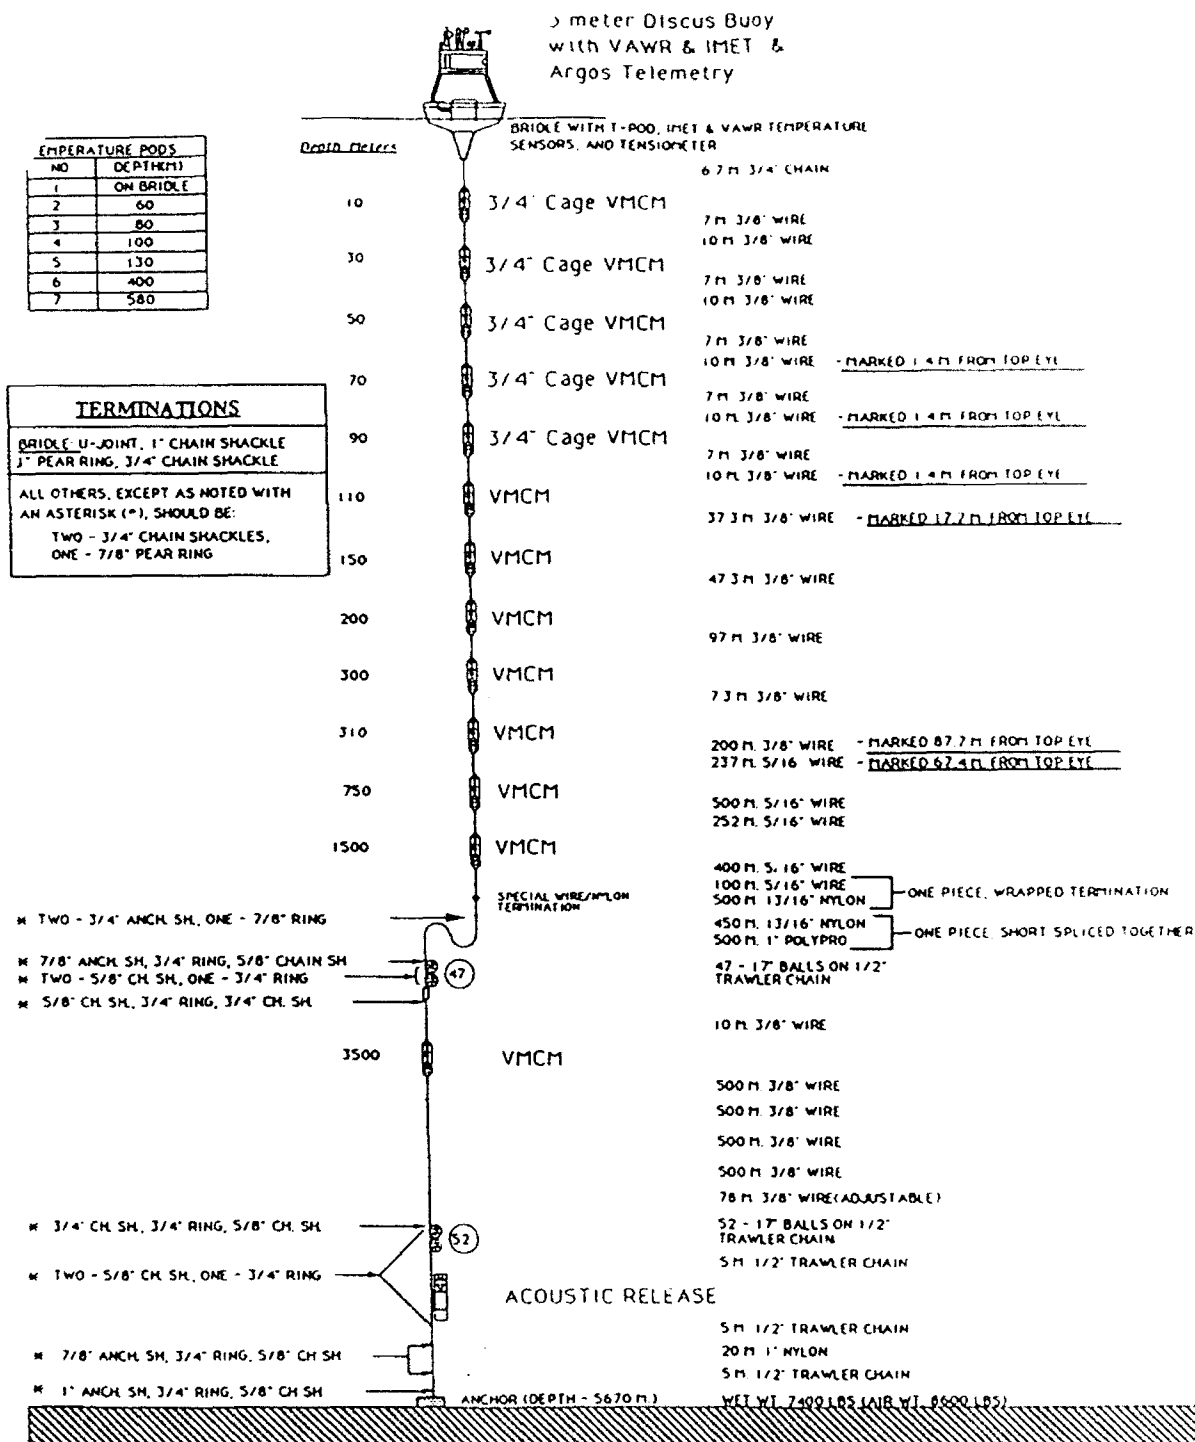 meter Discus Buoy
with VAWR & IMET &
Argos Telemetry
BRIDLE WITH T-POD, IMET & VAWR TEMPERATURE
SENSORS, AND TENSIOMETER
EMPERATURE PODS
NO DEPTH(M)
1 ON BRIDLE
2 60
3 80
4 100
5 130
6 400
7 580
Depth Meters
6.7 M 3/4" CHAIN
10 3/4" Cage VMCM
7 M 3/8" WIRE
10 M. 3/8" WIRE
30 3/4" Cage VMCM
7 M 3/8" WIRE
10 M. 3/8" WIRE
50 3/4" Cage VMCM
7 M 3/8" WIRE
10 M. 3/8" WIRE - MARKED 1.4 M FROM TOP EYE
70 3/4" Cage VMCM
7 M. 3/8" WIRE
10 M. 3/8" WIRE - MARKED 1.4 M FROM TOP EYE
90 3/4" Cage VMCM
7 M 3/8" WIRE
10 M. 3/8" WIRE - MARKED 1.4 M FROM TOP EYE
TERMINATIONS
BRIDLE: U-JOINT, 1" CHAIN SHACKLE
1" PEAR RING, 3/4" CHAIN SHACKLE
ALL OTHERS, EXCEPT AS NOTED WITH
AN ASTERISK (*), SHOULD BE:
TWO - 3/4" CHAIN SHACKLES,
ONE - 7/8" PEAR RING
110 VMCM
37.3 M 3/8" WIRE - MARKED 17.7 M FROM TOP EYE
150 VMCM
47.3 M 3/8" WIRE
200 VMCM
97 M 3/8" WIRE
300 VMCM
7.3 M 3/8" WIRE
310 VMCM
200 M. 3/8" WIRE - MARKED 87.7 M FROM TOP EYE
237 M 5/16 WIRE - MARKED 67.4 M FROM TOP EYE
750 VMCM
500 M. 5/16" WIRE
252 M. 5/16" WIRE
1500 VMCM
400 M. 5/16" WIRE
100 M. 5/16" WIRE
500 M. 13/16" NYLON
ONE PIECE, WRAPPED TERMINATION
SPECIAL WIRE/NYLON
TERMINATION
* TWO - 3/4" ANCH. SH., ONE - 7/8" RING
450 M. 13/16" NYLON
500 M. 1" POLYPRO
ONE PIECE, SHORT SPLICED TOGETHER
* 7/8" ANCH. SH, 3/4" RING, 5/8" CHAIN SH
* TWO - 5/8" CH. SH., ONE - 3/4" RING
47
47 - 17" BALLS ON 1/2"
TRAWLER CHAIN
* 5/8" CH. SH., 3/4" RING, 3/4" CH. SH.
10 M. 3/8" WIRE
3500 VMCM
500 M. 3/8" WIRE
500 M. 3/8" WIRE
500 M. 3/8" WIRE
500 M 3/8" WIRE
78 M 3/8" WIRE(ADJUSTABLE)
* 3/4" CH. SH., 3/4" RING, 5/8" CH. SH.
52
52 - 17" BALLS ON 1/2"
TRAWLER CHAIN
* TWO - 5/8" CH. SH., ONE - 3/4" RING
5 M 1/2" TRAWLER CHAIN
ACOUSTIC RELEASE
5 M 1/2" TRAWLER CHAIN
* 7/8" ANCH. SH, 3/4" RING, 5/8" CH SH
20 M 1" NYLON
5 M 1/2" TRAWLER CHAIN
* 1" ANCH. SH, 3/4" RING, 5/8" CH SH
ANCHOR (DEPTH - 5670 M.)
WET WT. 7400 LBS (AIR WT. 8600 LBS)